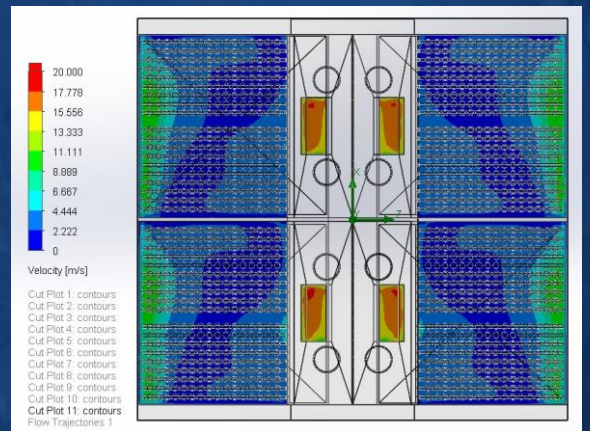 20.000
17.778
15.556
13.333
11.111
8.889
6.667
4.444
2.222
0
Velocity [m/s]
Cut Plot 1: contours
Cut Plot 2: contours
Cut Plot 3: contours
Cut Plot 4: contours
Cut Plot 5: contours
Cut Plot 6: contours
Cut Plot 7: contours
Cut Plot 8: contours
Cut Plot 9: contours
Cut Plot 10: contours
Cut Plot 11: contours
Flow Trajectories 1
X
Z